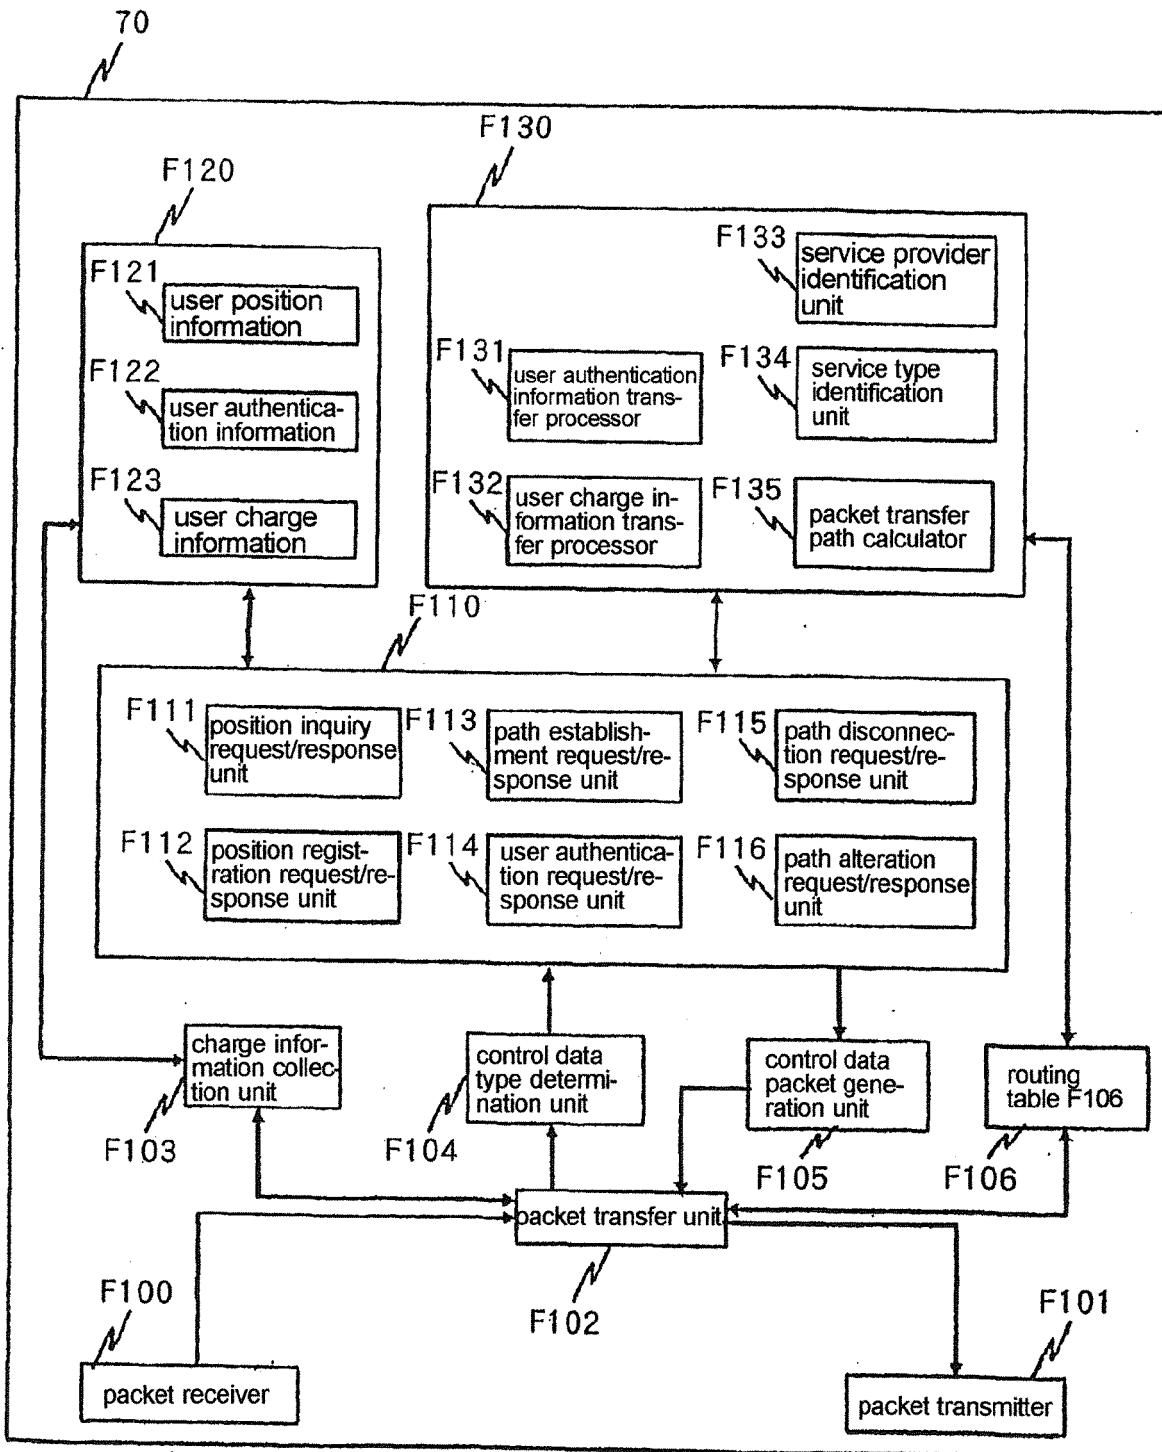 70
F120
F130
F121
user position
information
F122
user authentica-
tion information
F123
user charge
information
F133
service provider
identification
unit
F131
user authentication
information trans-
fer processor
F134
service type
identification
unit
F132
user charge in-
formation trans-
fer processor
F135
packet transfer
path calculator
F110
F111
position inquiry
request/response
unit
F113
path establish-
ment request/re-
sponse unit
F115
path disconnec-
tion request/re-
sponse unit
F112
position regist-
ration request/re-
sponse unit
F114
user authentica-
tion request/re-
sponse unit
F116
path alteration
request/response
unit
charge infor-
mation collec-
tion unit
F103
control data
type determi-
nation unit
F104
control data
packet gene-
ration unit
F105
routing
table F106
F106
packet transfer unit
F102
F100
packet receiver
F101
packet transmitter